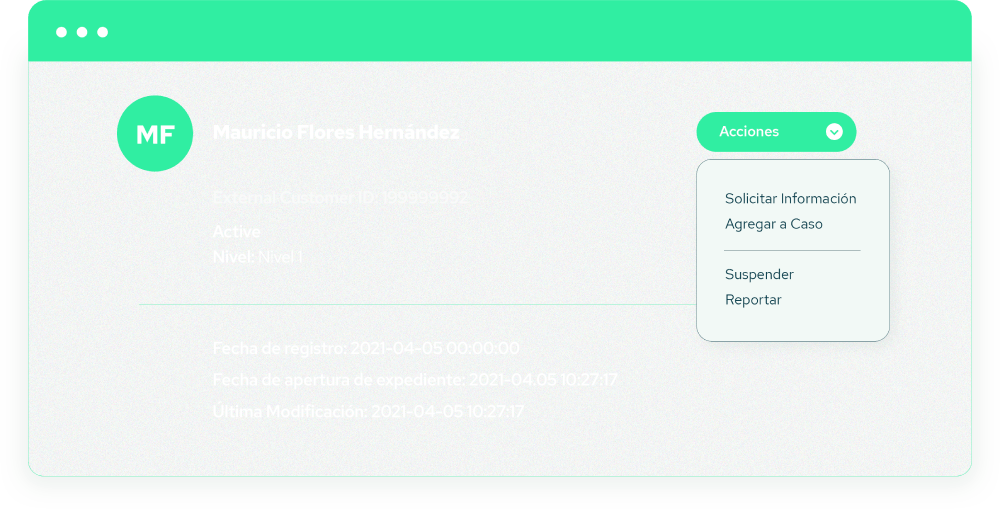 MF
Mauricio Flores Hernández
Acciones
External Customer ID: 199999992
Active
Nivel: Nivel 1
Solicitar Información
Agregar a Caso
Suspender
Reportar
Fecha de registro: 2021-04-05 00:00:00
Fecha de apertura de expediente: 2021-04.05 10:27:17
Última Modificación: 2021-04-05 10:27:17